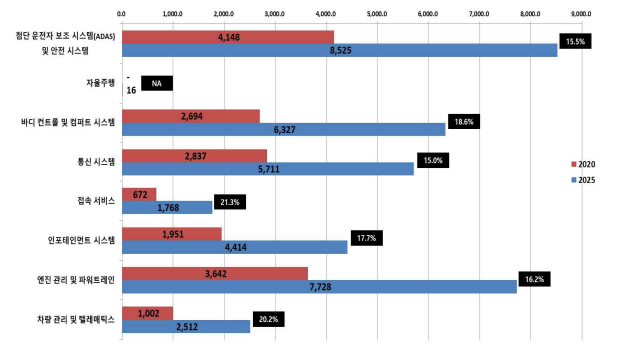 0.0 1,000.0 2,000.0 3,000.0 4,000.0 5,000.0 6,000.0 7,000.0 8,000.0 9,000.0
첨단 운전자 보조 시스템(ADAS)
및 안전 시스템
4,148
8,525
15.5%
자율주행
-
16
NA
바디 컨트롤 및 컴퍼트 시스템
2,694
6,327
18.6%
통신 시스템
2,837
5,711
15.0%
2020
2025
접속 서비스
672
1,768
21.3%
인포테인먼트 시스템
1,951
4,414
17.7%
엔진 관리 및 파워트레인
3,642
7,728
16.2%
차량 관리 및 텔레매틱스
1,002
2,512
20.2%